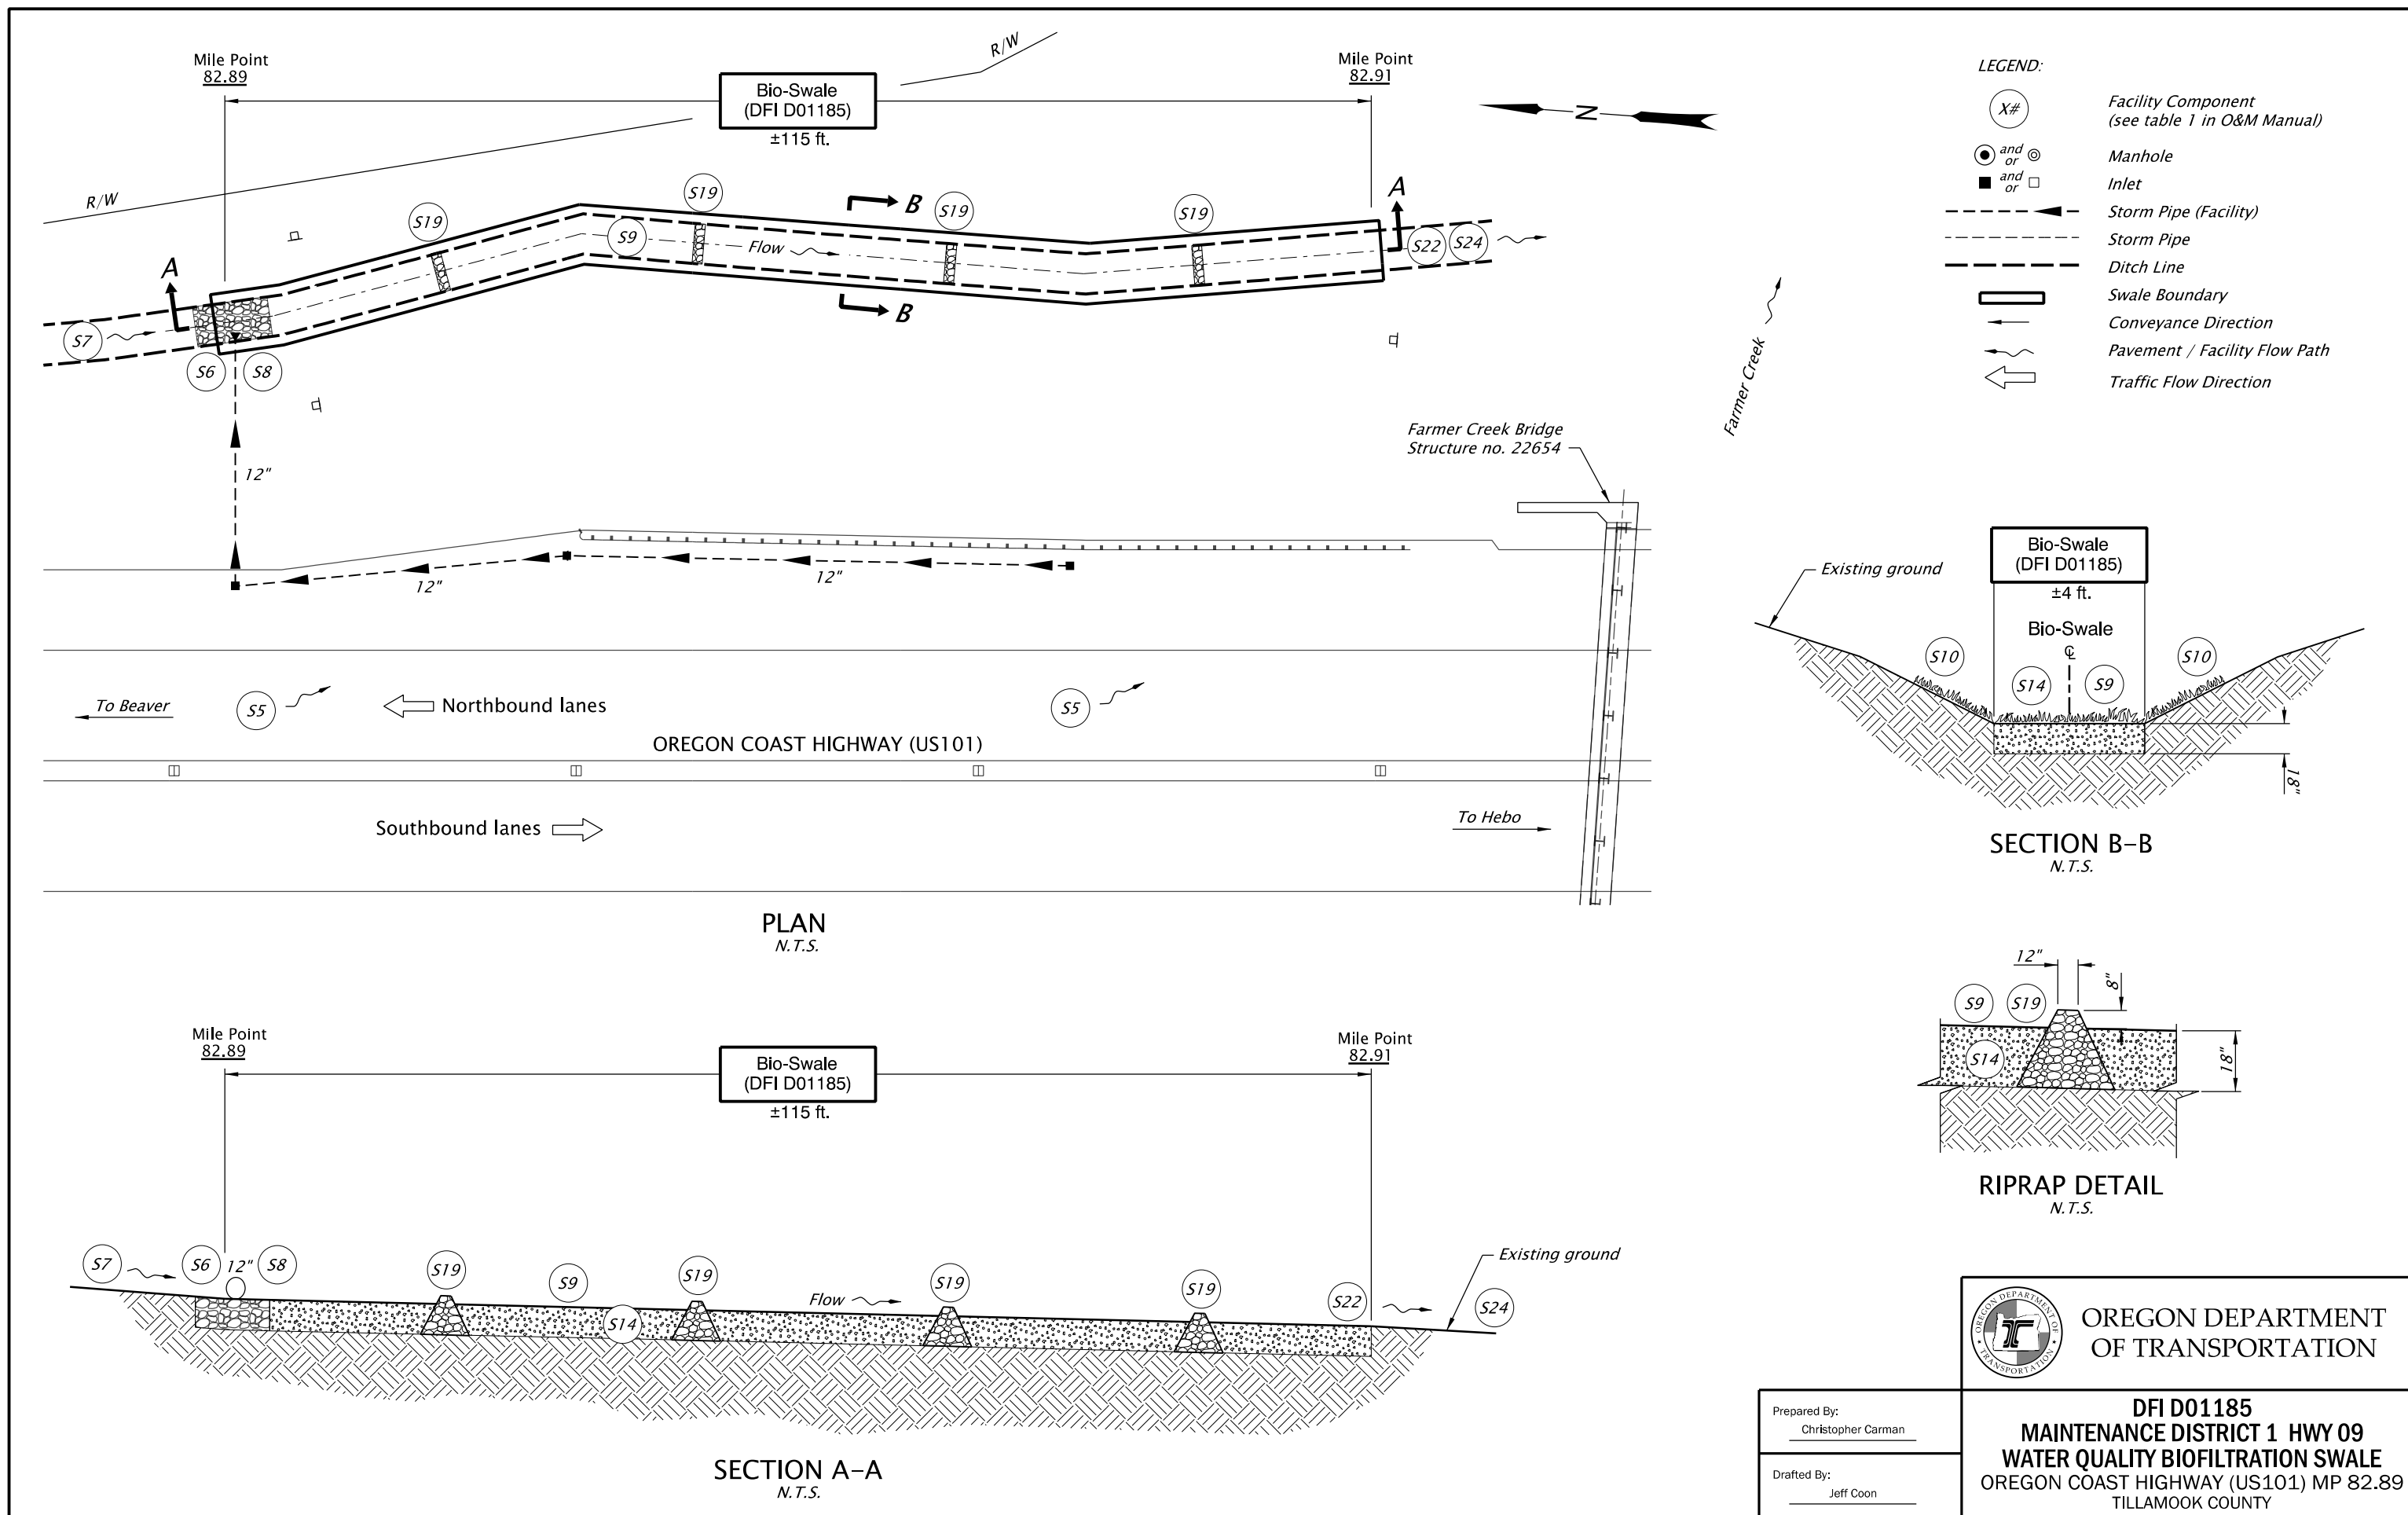 Mile Point
82.89
Bio-Swale
(DFI D01185)
±115 ft.
R/W
Mile Point
82.91
R/W
N
S19
S19
B
S19
S19
A
S9
Flow
S22
S24
A
B
S7
S6
S8
12"
12"
12"
Farmer Creek
Farmer Creek Bridge
Structure no. 22654
To Beaver
S5
Northbound lanes
S5
OREGON COAST HIGHWAY (US101)
Southbound lanes
To Hebo
PLAN
N.T.S.
LEGEND:
X#
Facility Component
(see table 1 in O&M Manual)
and
or
Manhole
and
or
Inlet
Storm Pipe (Facility)
Storm Pipe
Ditch Line
Swale Boundary
Conveyance Direction
Pavement / Facility Flow Path
Traffic Flow Direction
Bio-Swale
(DFI D01185)
±4 ft.
Existing ground
Bio-Swale
℄
S10
S14
S9
S10
18"
SECTION B-B
N.T.S.
12"
8"
S9
S19
S14
18"
RIPRAP DETAIL
N.T.S.
Mile Point
82.89
Bio-Swale
(DFI D01185)
±115 ft.
Mile Point
82.91
S7
S6
12"
S8
S19
S9
S19
S14
Flow
S19
S19
S22
S24
Existing ground
SECTION A-A
N.T.S.
OREGON DEPARTMENT OF
TRANSPORTATION
OREGON DEPARTMENT
OF TRANSPORTATION
Prepared By:
Christopher Carman
Drafted By:
Jeff Coon
DFI D01185
MAINTENANCE DISTRICT 1 HWY 09
WATER QUALITY BIOFILTRATION SWALE
OREGON COAST HIGHWAY (US101) MP 82.89
TILLAMOOK COUNTY